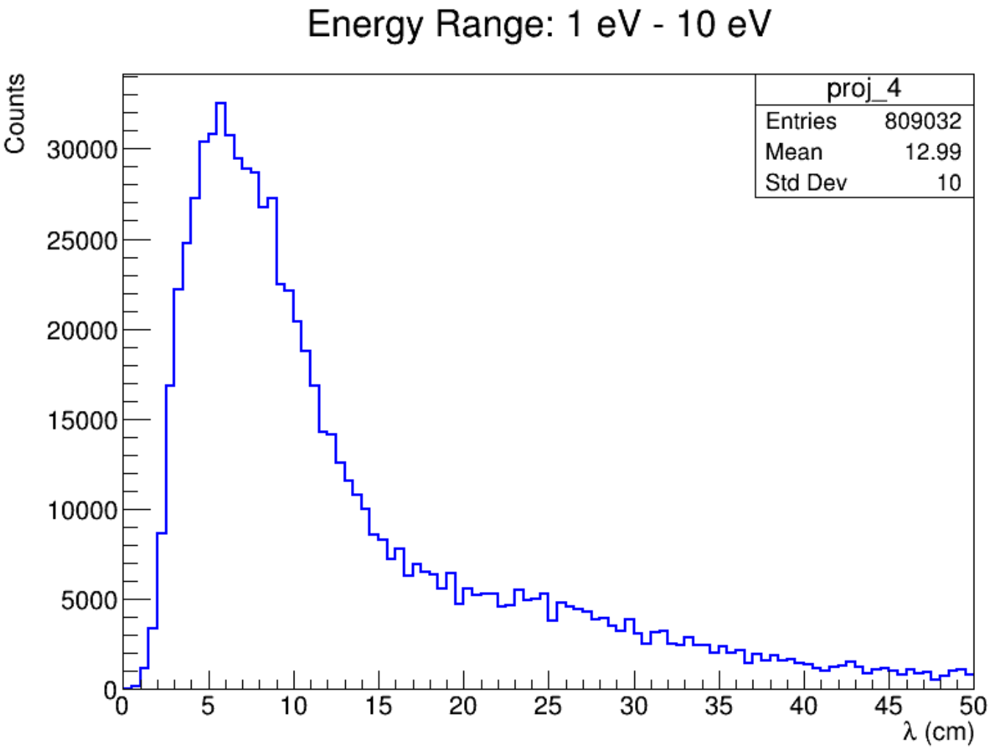 Energy Range: 1 eV - 10 eV
Counts
proj_4
Entries 809032
Mean 12.99
Std Dev 10
30000
25000
20000
15000
10000
5000
0
0 5 10 15 20 25 30 35 40 45 50
λ (cm)